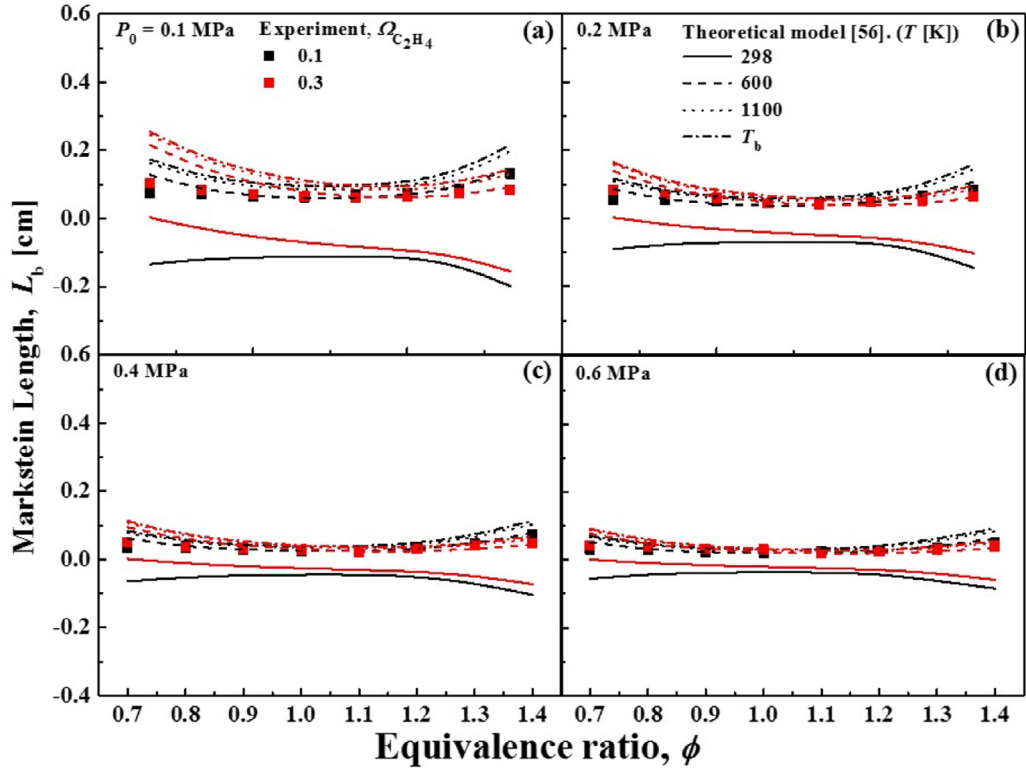 P₀ = 0.1 MPa
Experiment, Ω_C₂H₄
0.1
0.3
(a)
0.2 MPa
Theoretical model [56]. (T [K])
298
600
1100
T_b
(b)
0.6
0.4
0.2
0.0
-0.2
0.6
0.4
0.2
0.0
-0.2
-0.4
Markstein Length, L_b [cm]
0.4 MPa
(c)
0.6 MPa
(d)
0.7 0.8 0.9 1.0 1.1 1.2 1.3 1.4
0.7 0.8 0.9 1.0 1.1 1.2 1.3 1.4
Equivalence ratio, ϕ